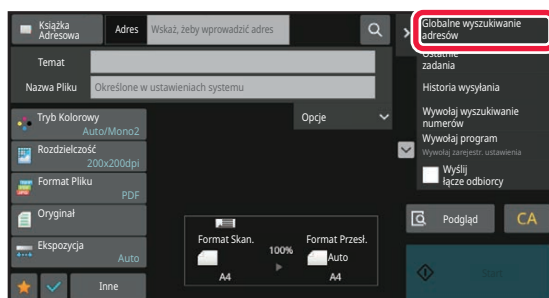 Książka
Adresowa
Adres
Wskaż, żeby wprowadzić adres
Temat
Nazwa Pliku
Określone w ustawieniach systemu
Tryb Kolorowy
Auto/Mono2
Rozdzielczość
200x200dpi
Format Pliku
PDF
Oryginał
Ekspozycja
Auto
Inne
Opcje
Format Skan.
100%
Format Przesł.
Auto
A4
A4
Globalne wyszukiwanie
adresów
Ostatnie
zadania
Historia wysyłania
Wywołaj wyszukiwanie
numerów
Wywołaj program
Wywołaj zarejestr. ustawienia
Wyślij
łącze odbiorcy
Podgląd
CA
Start